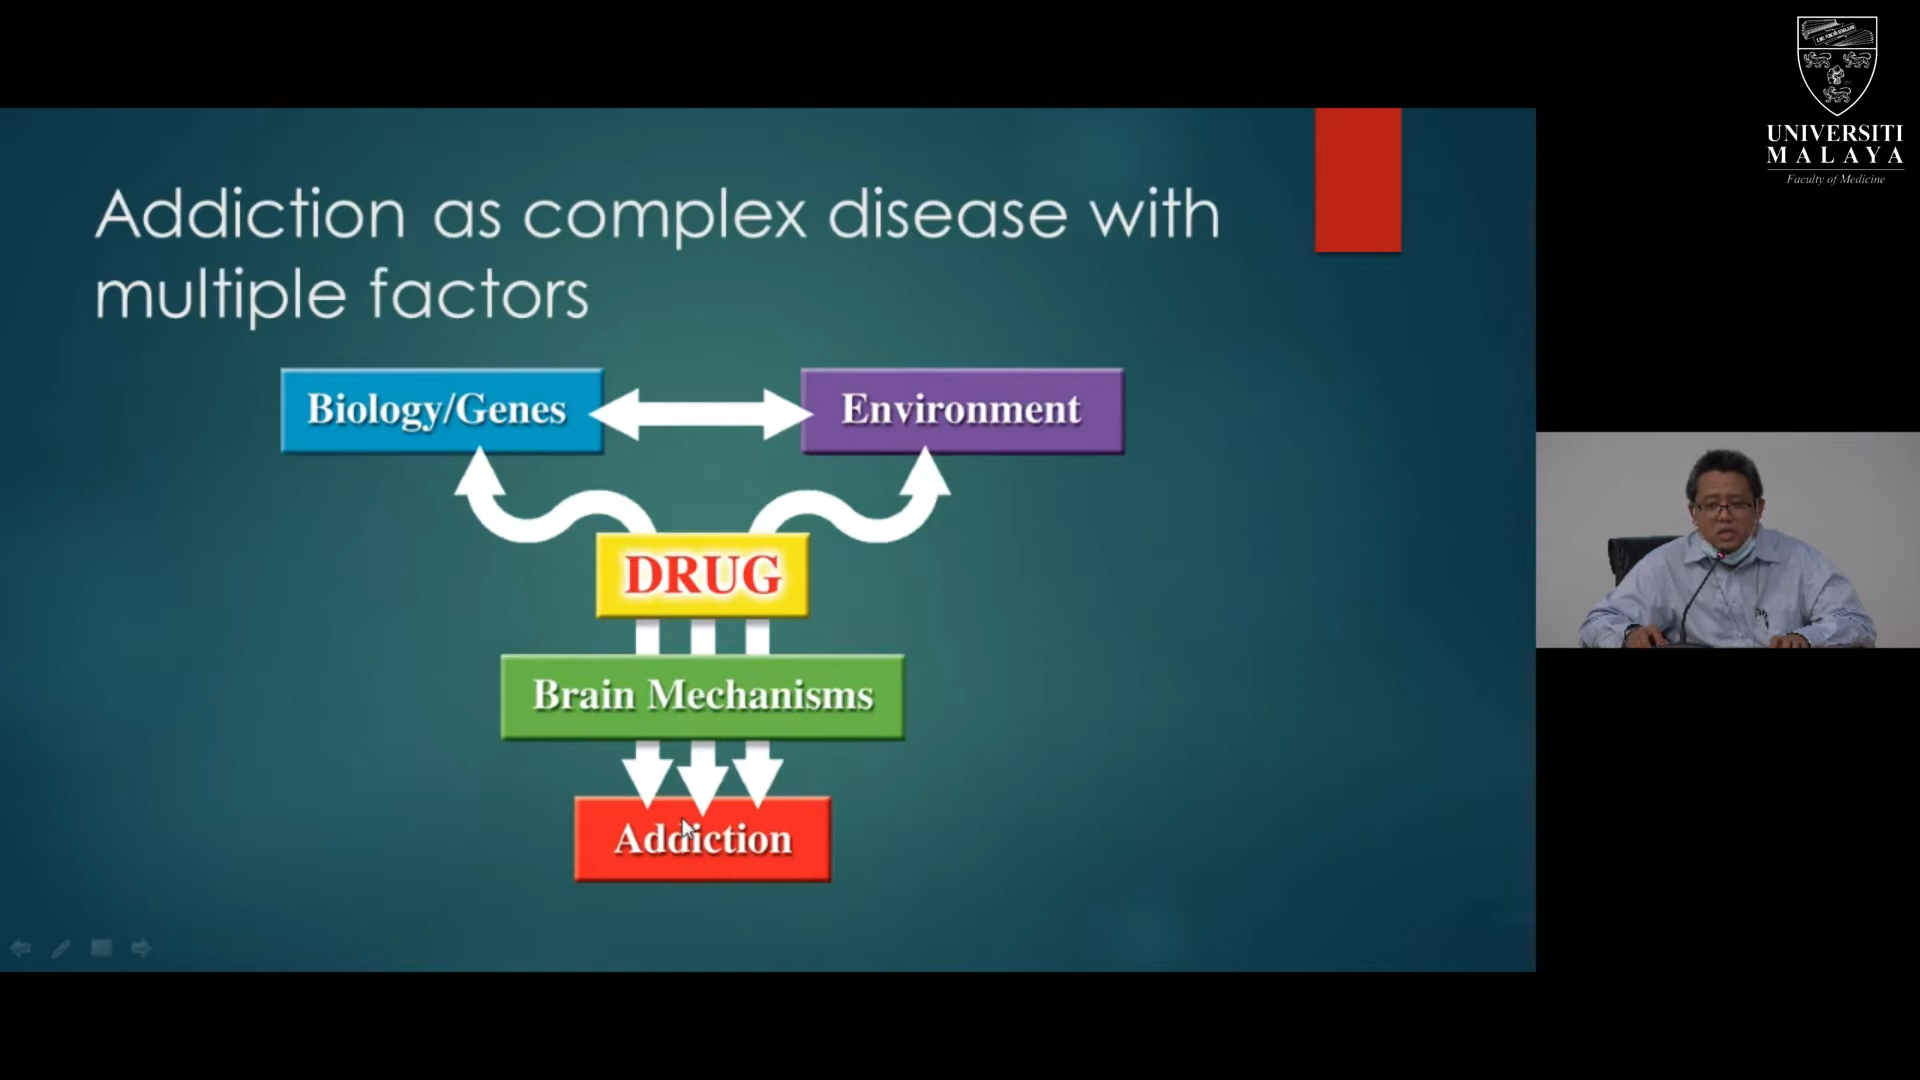 UNIVERSITI
MALAYA
Faculty of Medicine
Addiction as complex disease with
multiple factors
Biology/Genes
Environment
DRUG
Brain Mechanisms
Addiction